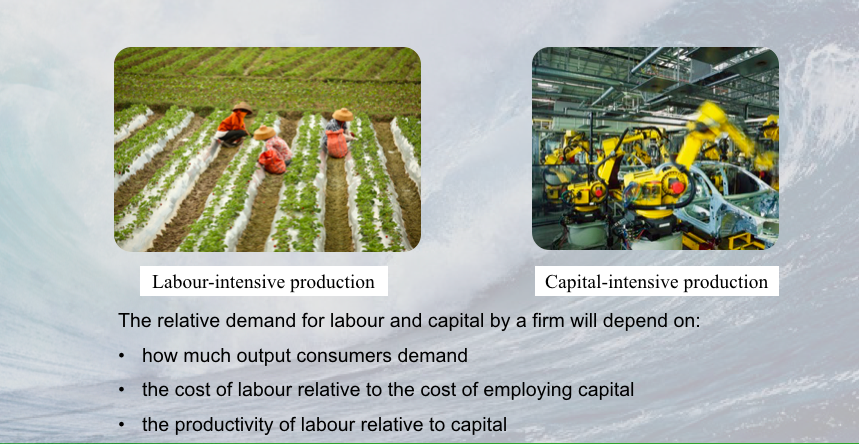 Labour-intensive production
Capital-intensive production
The relative demand for labour and capital by a firm will depend on:
• how much output consumers demand
• the cost of labour relative to the cost of employing capital
• the productivity of labour relative to capital